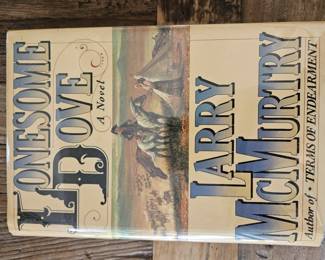 LONESOME
DOVE
A Novel
LARRY
McMURTRY
Author of • TERMS OF ENDEARMENT